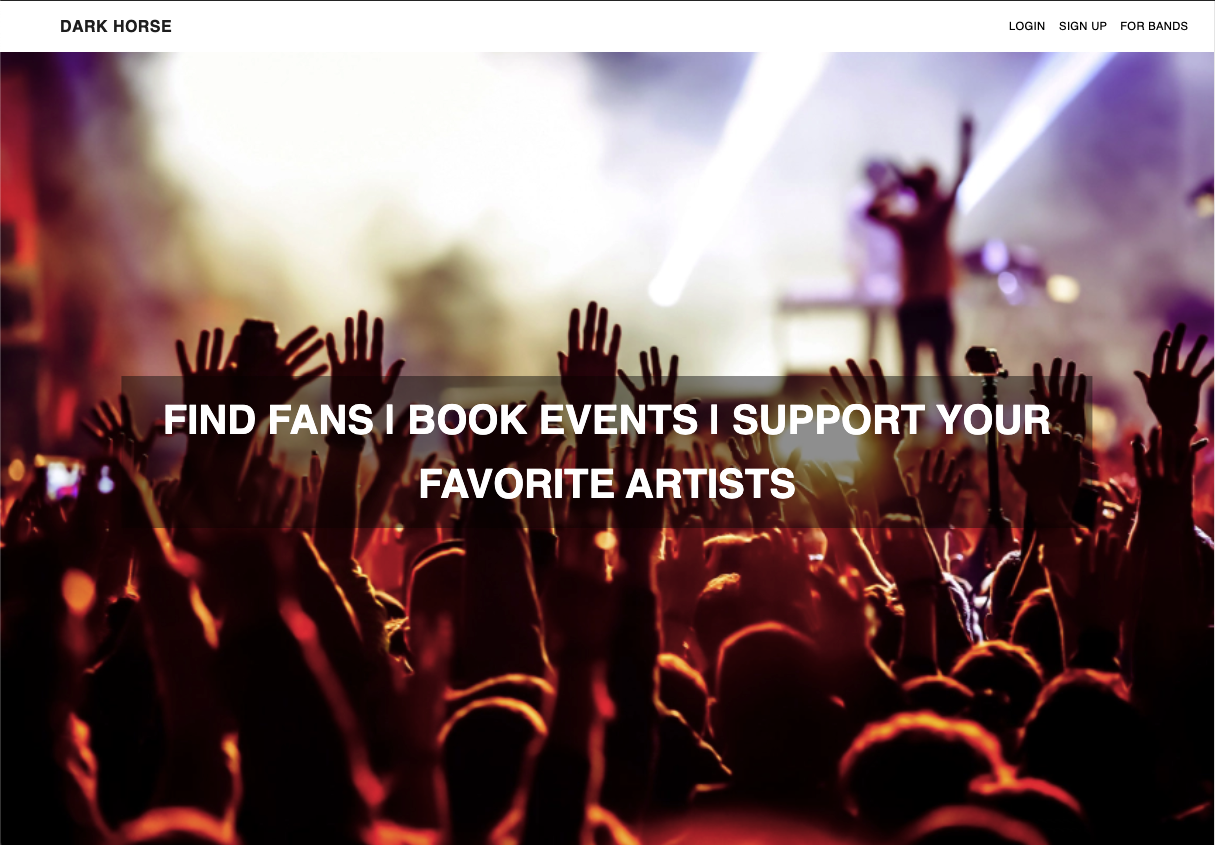 DARK HORSE
LOGIN SIGN UP FOR BANDS
FIND FANS | BOOK EVENTS | SUPPORT YOUR
FAVORITE ARTISTS